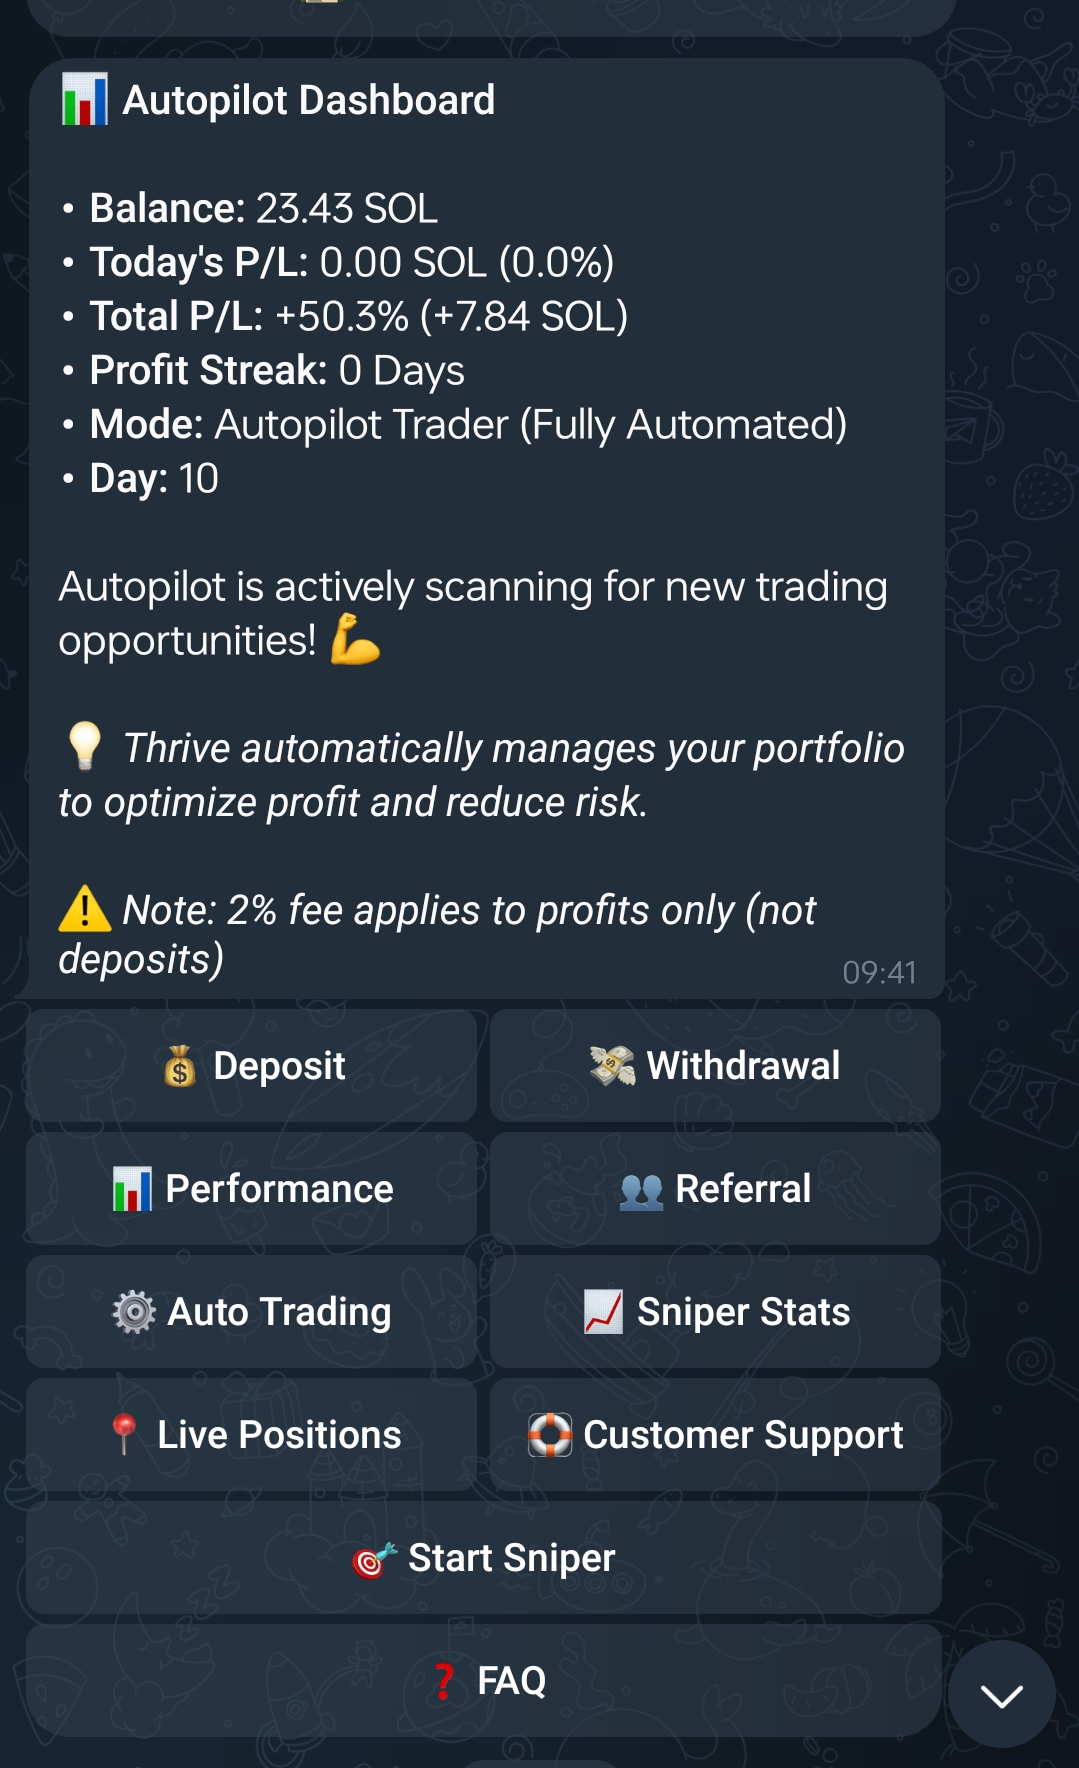 📊 Autopilot Dashboard
• Balance: 23.43 SOL
• Today's P/L: 0.00 SOL (0.0%)
• Total P/L: +50.3% (+7.84 SOL)
• Profit Streak: 0 Days
• Mode: Autopilot Trader (Fully Automated)
• Day: 10
Autopilot is actively scanning for new trading
opportunities! 💪
💡 Thrive automatically manages your portfolio
to optimize profit and reduce risk.
⚠️ Note: 2% fee applies to profits only (not
deposits)
09:41
💰 Deposit
💸 Withdrawal
📊 Performance
👥 Referral
⚙️ Auto Trading
📈 Sniper Stats
📍 Live Positions
🛟 Customer Support
🎯 Start Sniper
❓ FAQ